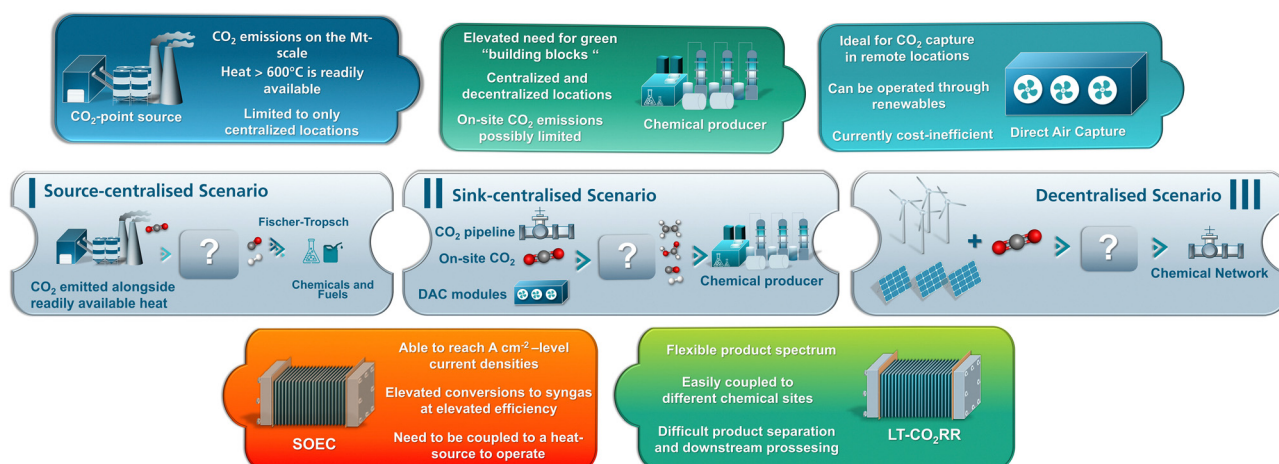 CO₂ emissions on the Mt-
scale
Heat > 600°C is readily
available
Limited to only
centralized locations
CO₂-point source
Elevated need for green
“building blocks “
Centralized and
decentralized locations
On-site CO₂ emissions
possibly limited
Chemical producer
Ideal for CO₂ capture
in remote locations
Can be operated through
renewables
Currently cost-inefficient
Direct Air Capture
I Source-centralised Scenario
Fischer-Tropsch
?
CO₂ emitted alongside
readily available heat
Chemicals and
Fuels
II Sink-centralised Scenario
CO₂ pipeline
On-site CO₂
DAC modules
?
Chemical producer
Decentralised Scenario III
+
?
Chemical Network
Able to reach A cm⁻² –level
current densities
Elevated conversions to syngas
at elevated efficiency
Need to be coupled to a heat-
source to operate
SOEC
Flexible product spectrum
Easily coupled to
different chemical sites
Difficult product separation
and downstream prossesing
LT-CO₂RR